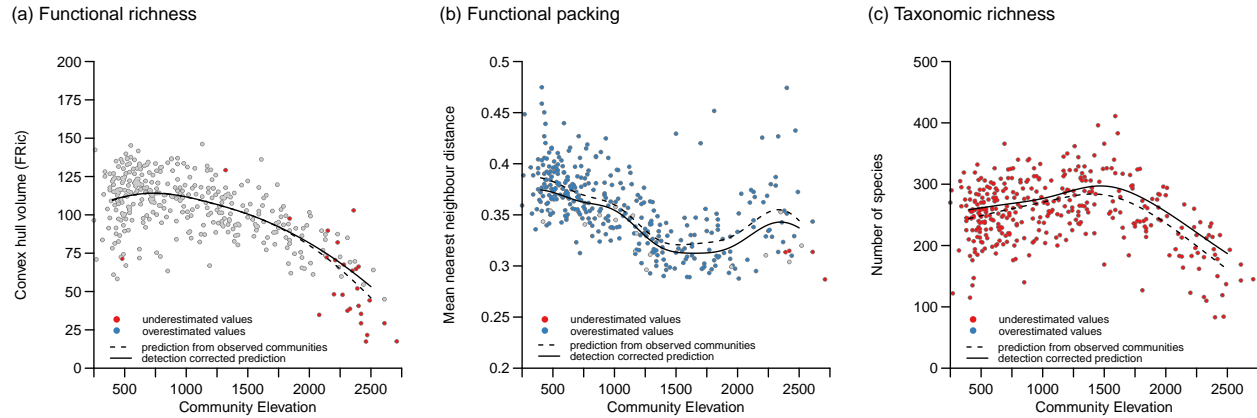 (a) Functional richness
Convex hull volume (FRic)
200
175
150
125
100
75
50
25
0
underestimated values
overestimated values
prediction from observed communities
detection corrected prediction
500 1000 1500 2000 2500
Community Elevation
(b) Functional packing
Mean nearest neighbour distance
0.5
0.45
0.4
0.35
0.3
0.25
0.2
underestimated values
overestimated values
prediction from observed communities
detection corrected prediction
500 1000 1500 2000 2500
Community Elevation
(c) Taxonomic richness
Number of species
500
400
300
200
100
0
underestimated values
overestimated values
prediction from observed communities
detection corrected prediction
500 1000 1500 2000 2500
Community Elevation